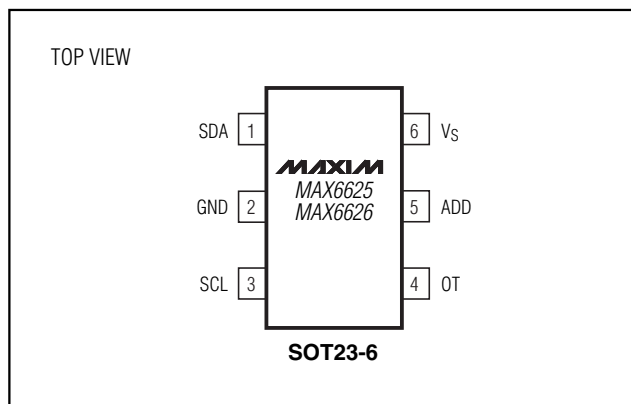 TOP VIEW
SDA 1
6 VS
MAXIM
MAX6625
MAX6626
GND 2
5 ADD
SCL 3
4 OT
SOT23-6